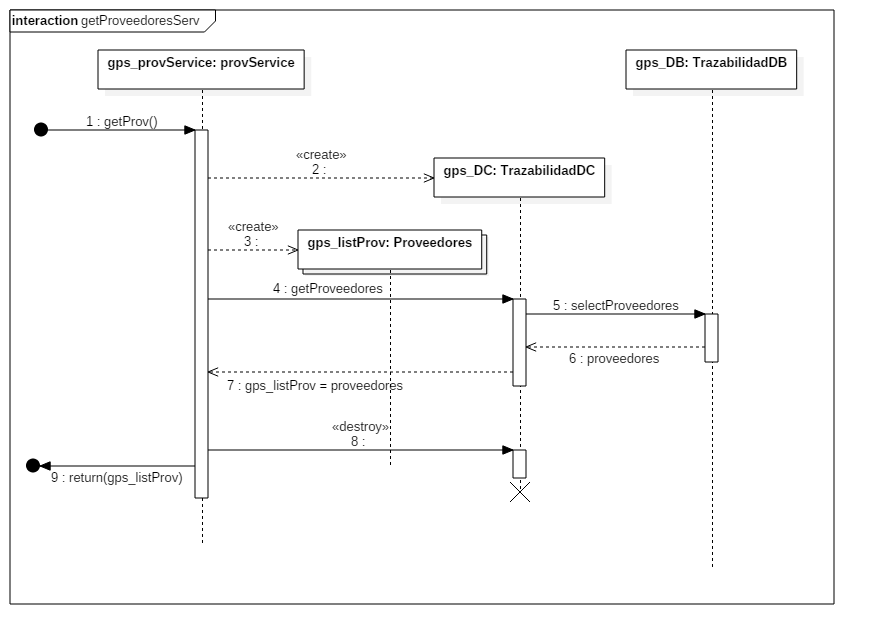 interaction getProveedoresServ
gps_provService: provService
gps_DB: TrazabilidadDB
1 : getProv()
«create»
2 :
gps_DC: TrazabilidadDC
«create»
3 :
gps_listProv: Proveedores
4 : getProveedores
5 : selectProveedores
6 : proveedores
7 : gps_listProv = proveedores
«destroy»
8 :
9 : return(gps_listProv)